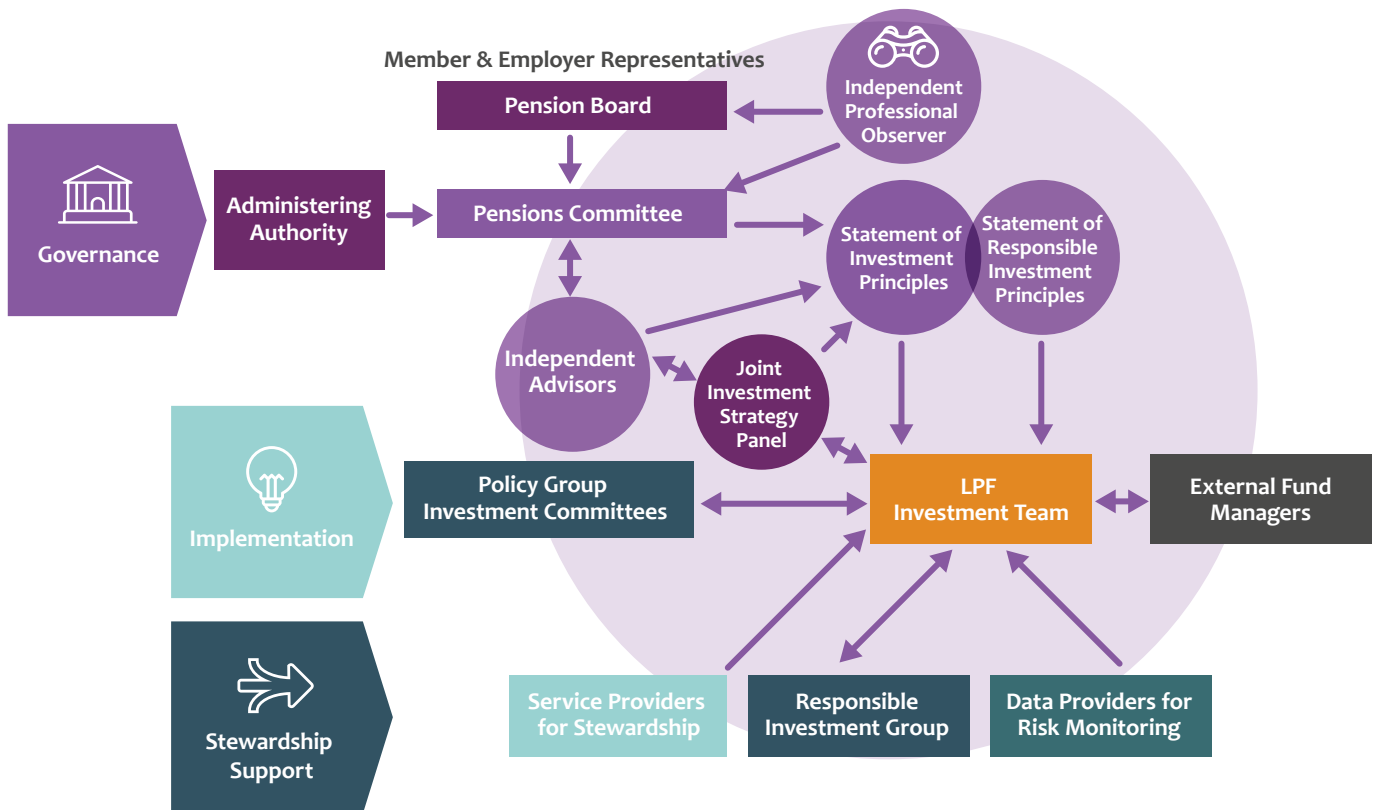 Member & Employer Representatives
Pension Board
Independent
Professional
Observer
Governance
Administering
Authority
Pensions Committee
Statement of
Investment
Principles
Statement of
Responsible
Investment
Principles
Independent
Advisors
Joint
Investment
Strategy
Panel
Implementation
Policy Group
Investment Committees
LPF
Investment Team
External Fund
Managers
Stewardship
Support
Service Providers
for Stewardship
Responsible
Investment Group
Data Providers for
Risk Monitoring